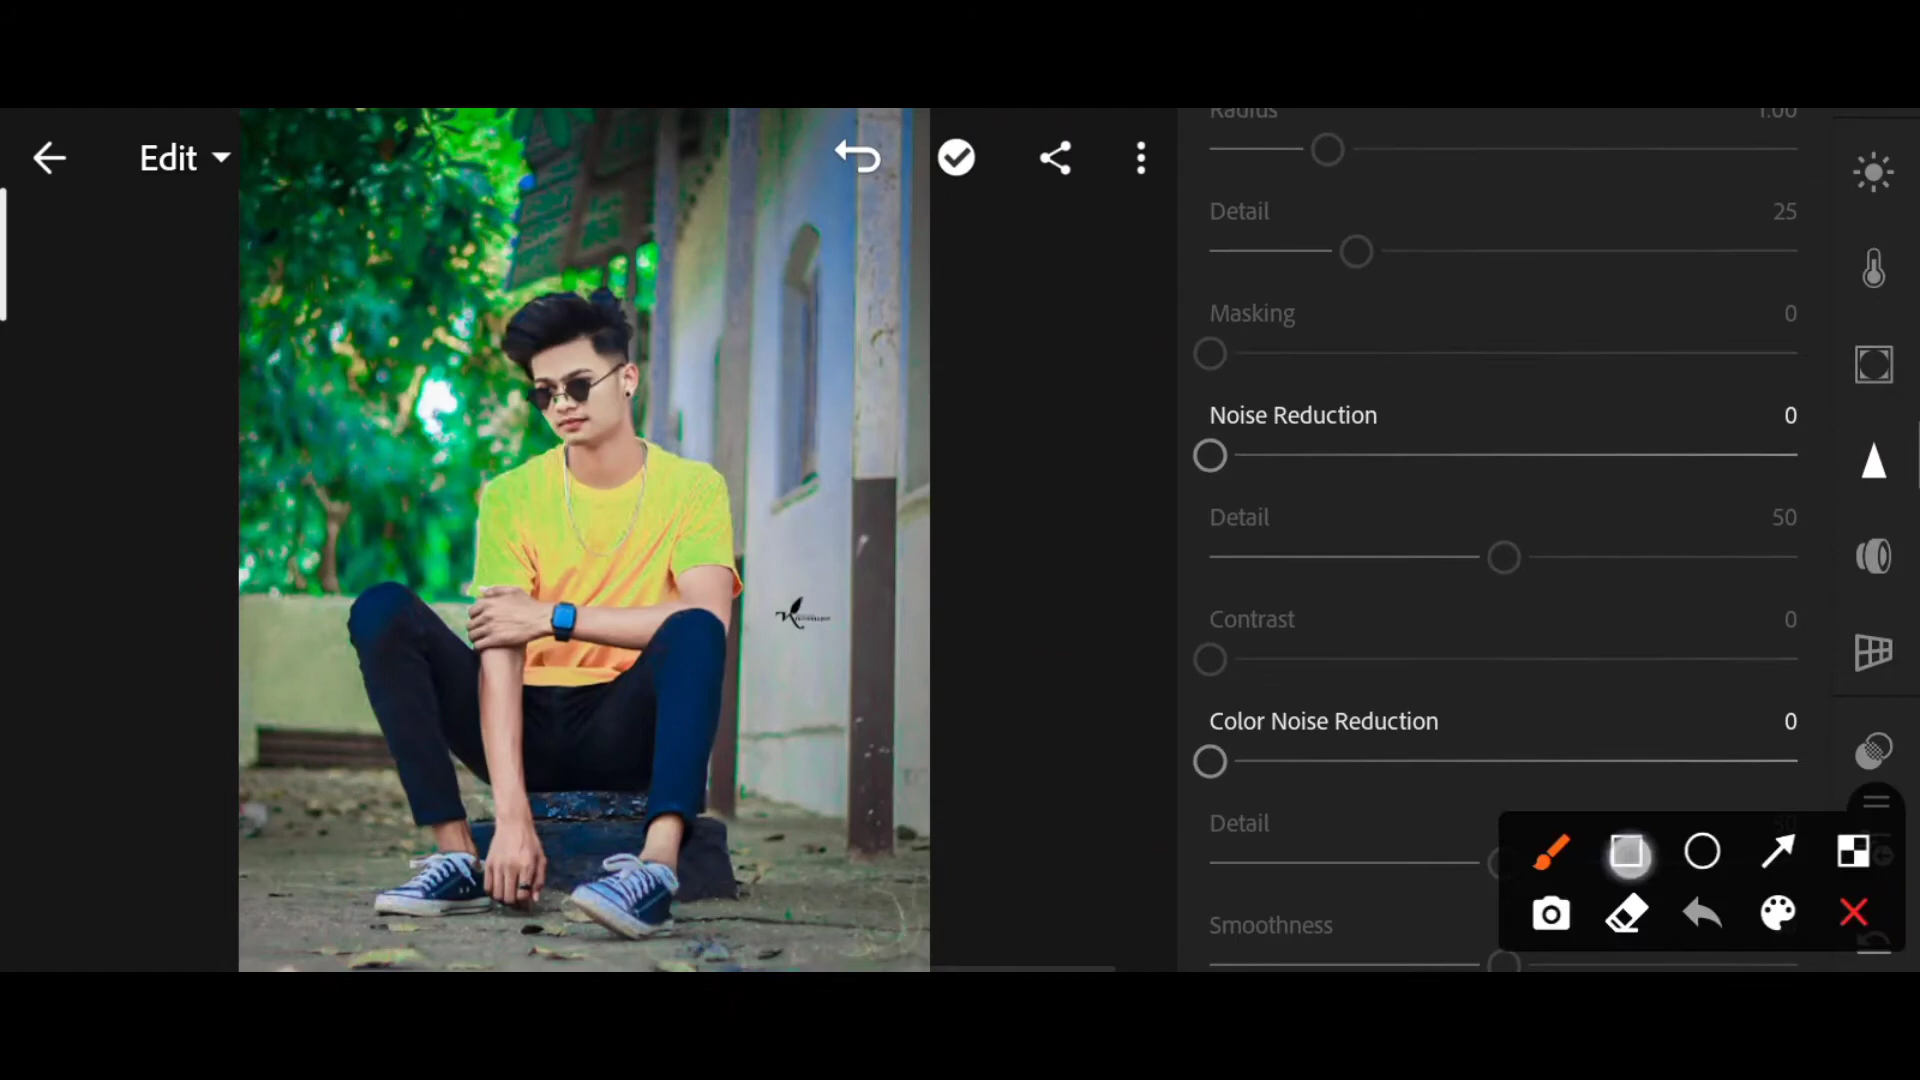 Edit
Radius 1.00
Detail 25
Masking 0
Noise Reduction 0
Detail 50
Contrast 0
Color Noise Reduction 0
Detail
Smoothness